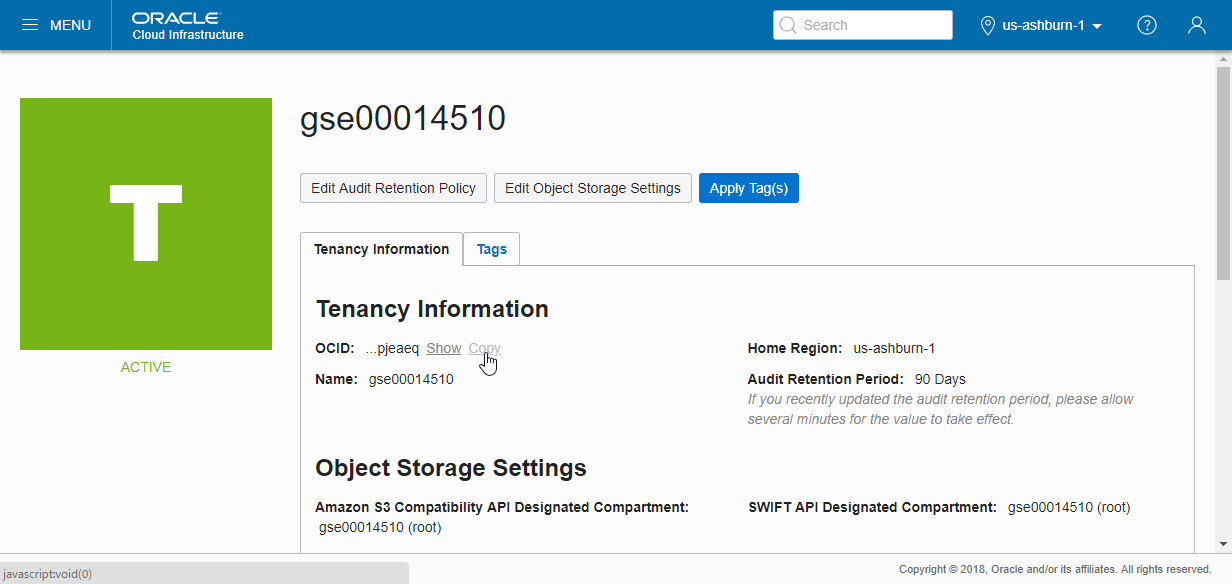 MENU
ORACLE
Cloud Infrastructure
Search
us-ashburn-1
?
T
ACTIVE
gse00014510
Edit Audit Retention Policy
Edit Object Storage Settings
Apply Tag(s)
Tenancy Information
Tags
Tenancy Information
OCID: ...pjeaeq Show Copy
Name: gse00014510
Home Region: us-ashburn-1
Audit Retention Period: 90 Days
If you recently updated the audit retention period, please allow
several minutes for the value to take effect.
Object Storage Settings
Amazon S3 Compatibility API Designated Compartment:
gse00014510 (root)
SWIFT API Designated Compartment: gse00014510 (root)
javascript:void(0)
Copyright © 2018, Oracle and/or its affiliates. All rights reserved.